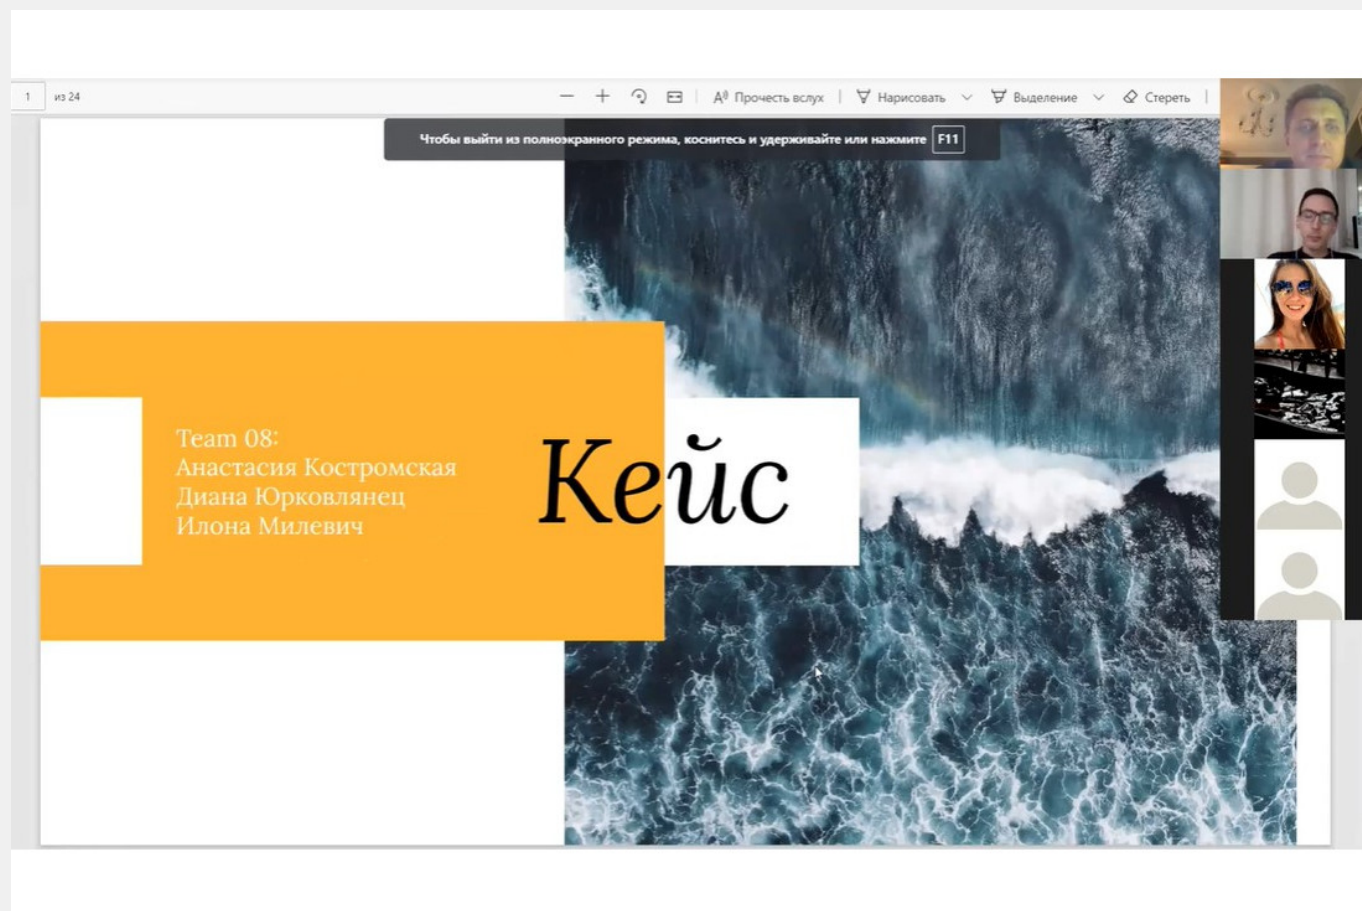 1 из 24
Прочесть вслух
Нарисовать
Выделение
Стереть
Чтобы выйти из полноэкранного режима, коснитесь и удерживайте или нажмите F11
Team 08:
Анастасия Костромская
Диана Юрковлянец
Илона Милевич
Кейс